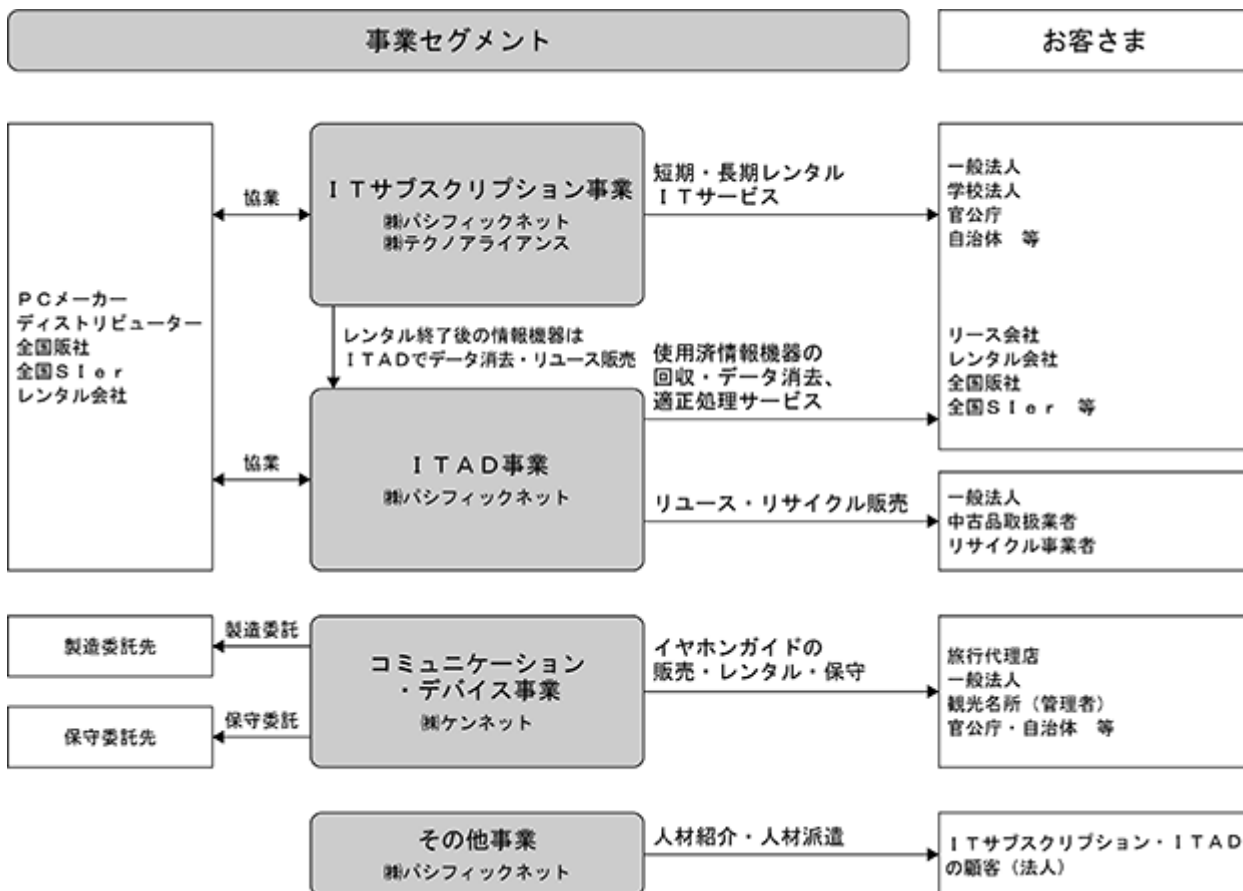 事業セグメント
お客さま
PCメーカー
ディストリビューター
全国販社
全国SIer
レンタル会社
協業
ITサブスクリプション事業
㈱パシフィックネット
㈱テクノアライアンス
短期・長期レンタル
ITサービス
一般法人
学校法人
官公庁
自治体 等
レンタル終了後の情報機器は
ITADでデータ消去・リユース販売
使用済情報機器の
回収・データ消去、
適正処理サービス
リース会社
レンタル会社
全国販社
全国SIer 等
協業
ITAD事業
㈱パシフィックネット
リユース・リサイクル販売
一般法人
中古品取扱業者
リサイクル事業者
製造委託先
製造委託
保守委託先
保守委託
コミュニケーション
・デバイス事業
㈱ケンネット
イヤホンガイドの
販売・レンタル・保守
旅行代理店
一般法人
観光名所（管理者）
官公庁・自治体 等
その他事業
㈱パシフィックネット
人材紹介・人材派遣
ITサブスクリプション・ITAD
の顧客（法人）